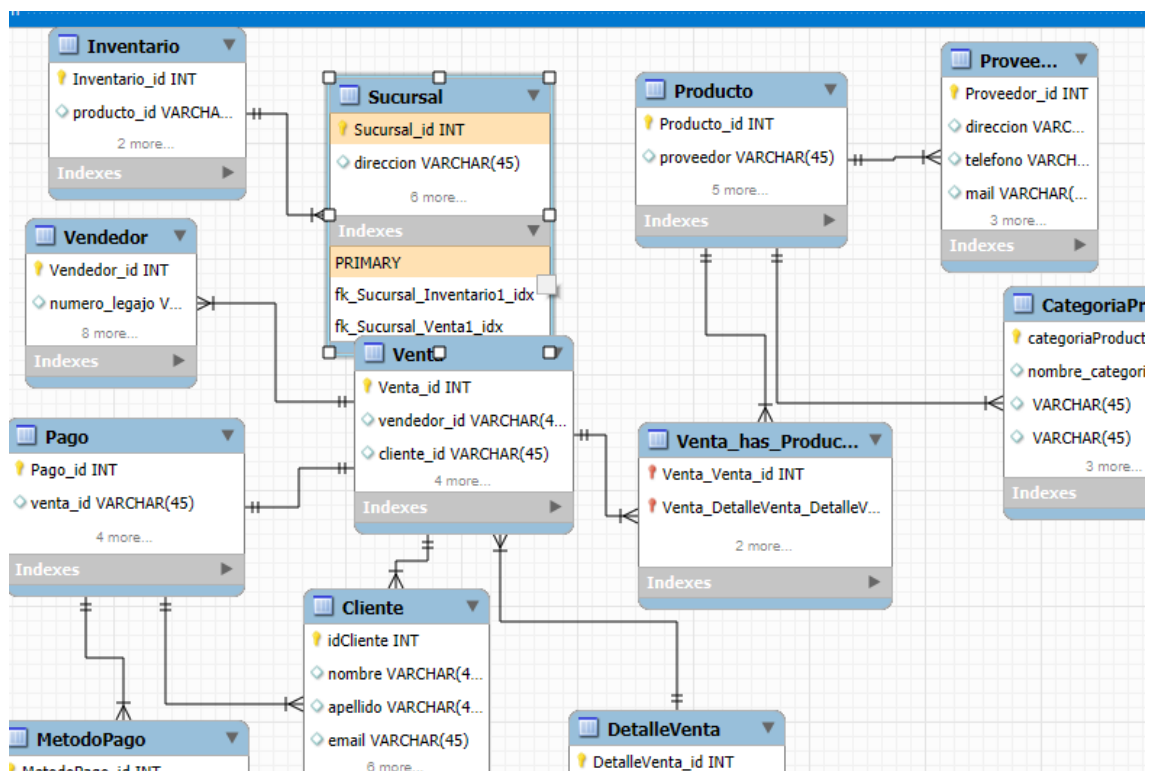 Inventario
Inventario_id INT
producto_id VARCHA...
2 more...
Indexes
Sucursal
Sucursal_id INT
direccion VARCHAR(45)
6 more...
Indexes
PRIMARY
fk_Sucursal_Inventario1_idx
fk_Sucursal_Venta1_idx
Producto
Producto_id INT
proveedor VARCHAR(45)
5 more...
Indexes
Provee...
Proveedor_id INT
direccion VARC...
telefono VARCH...
mail VARCHAR(...
3 more...
Indexes
Vendedor
Vendedor_id INT
numero_legajo V...
8 more...
Indexes
CategoriaPr
categoriaProduct
nombre_categori
VARCHAR(45)
VARCHAR(45)
3 more...
Indexes
Venta
Venta_id INT
vendedor_id VARCHAR(4...
cliente_id VARCHAR(45)
4 more...
Indexes
Pago
Pago_id INT
venta_id VARCHAR(45)
4 more...
Indexes
Venta_has_Produc...
Venta_Venta_id INT
Venta_DetalleVenta_DetalleV...
2 more...
Indexes
Cliente
idCliente INT
nombre VARCHAR(4...
apellido VARCHAR(4...
email VARCHAR(45)
6 more...
MetodoPago
MetodoPago_id INT
DetalleVenta
DetalleVenta_id INT